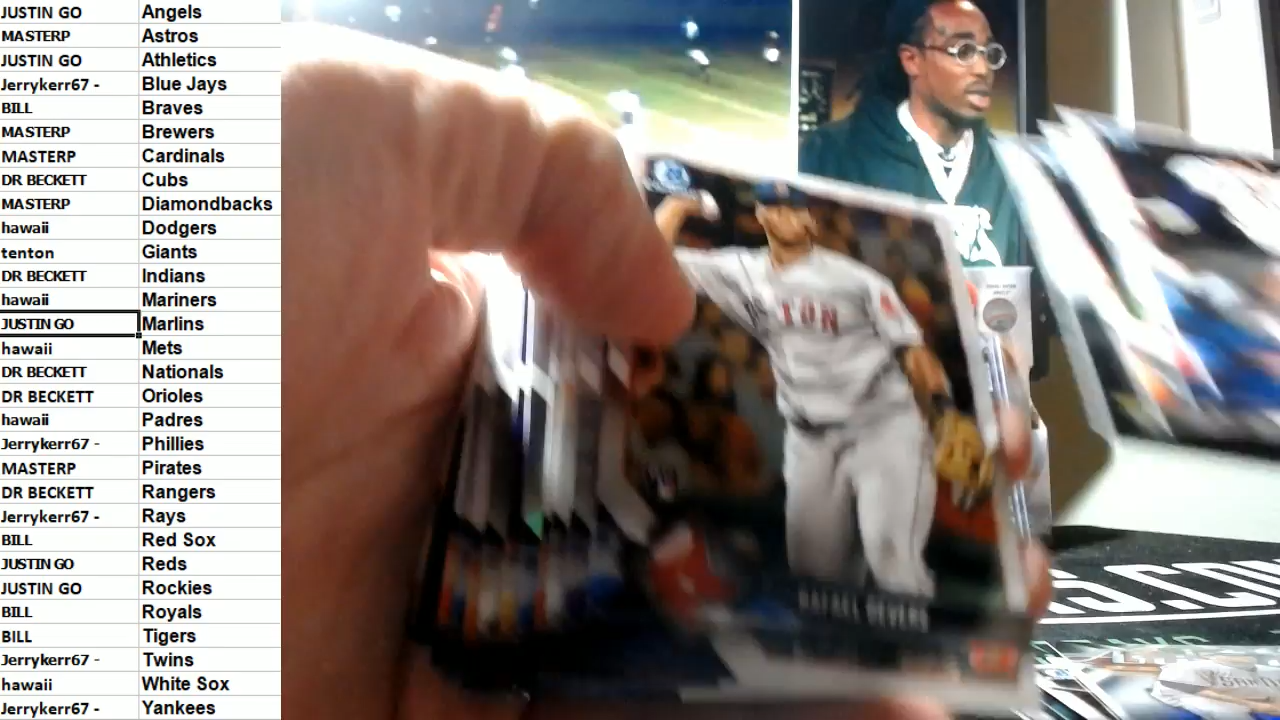 JUSTIN GO Angels
MASTERP Astros
JUSTIN GO Athletics
Jerrykerr67 - Blue Jays
BILL Braves
MASTERP Brewers
MASTERP Cardinals
DR BECKETT Cubs
MASTERP Diamondbacks
hawaii Dodgers
tenton Giants
DR BECKETT Indians
hawaii Mariners
JUSTIN GO Marlins
hawaii Mets
DR BECKETT Nationals
DR BECKETT Orioles
hawaii Padres
Jerrykerr67 - Phillies
MASTERP Pirates
DR BECKETT Rangers
Jerrykerr67 - Rays
BILL Red Sox
JUSTIN GO Reds
JUSTIN GO Rockies
BILL Royals
BILL Tigers
Jerrykerr67 - Twins
hawaii White Sox
Jerrykerr67 - Yankees
RAFAEL DEVERS